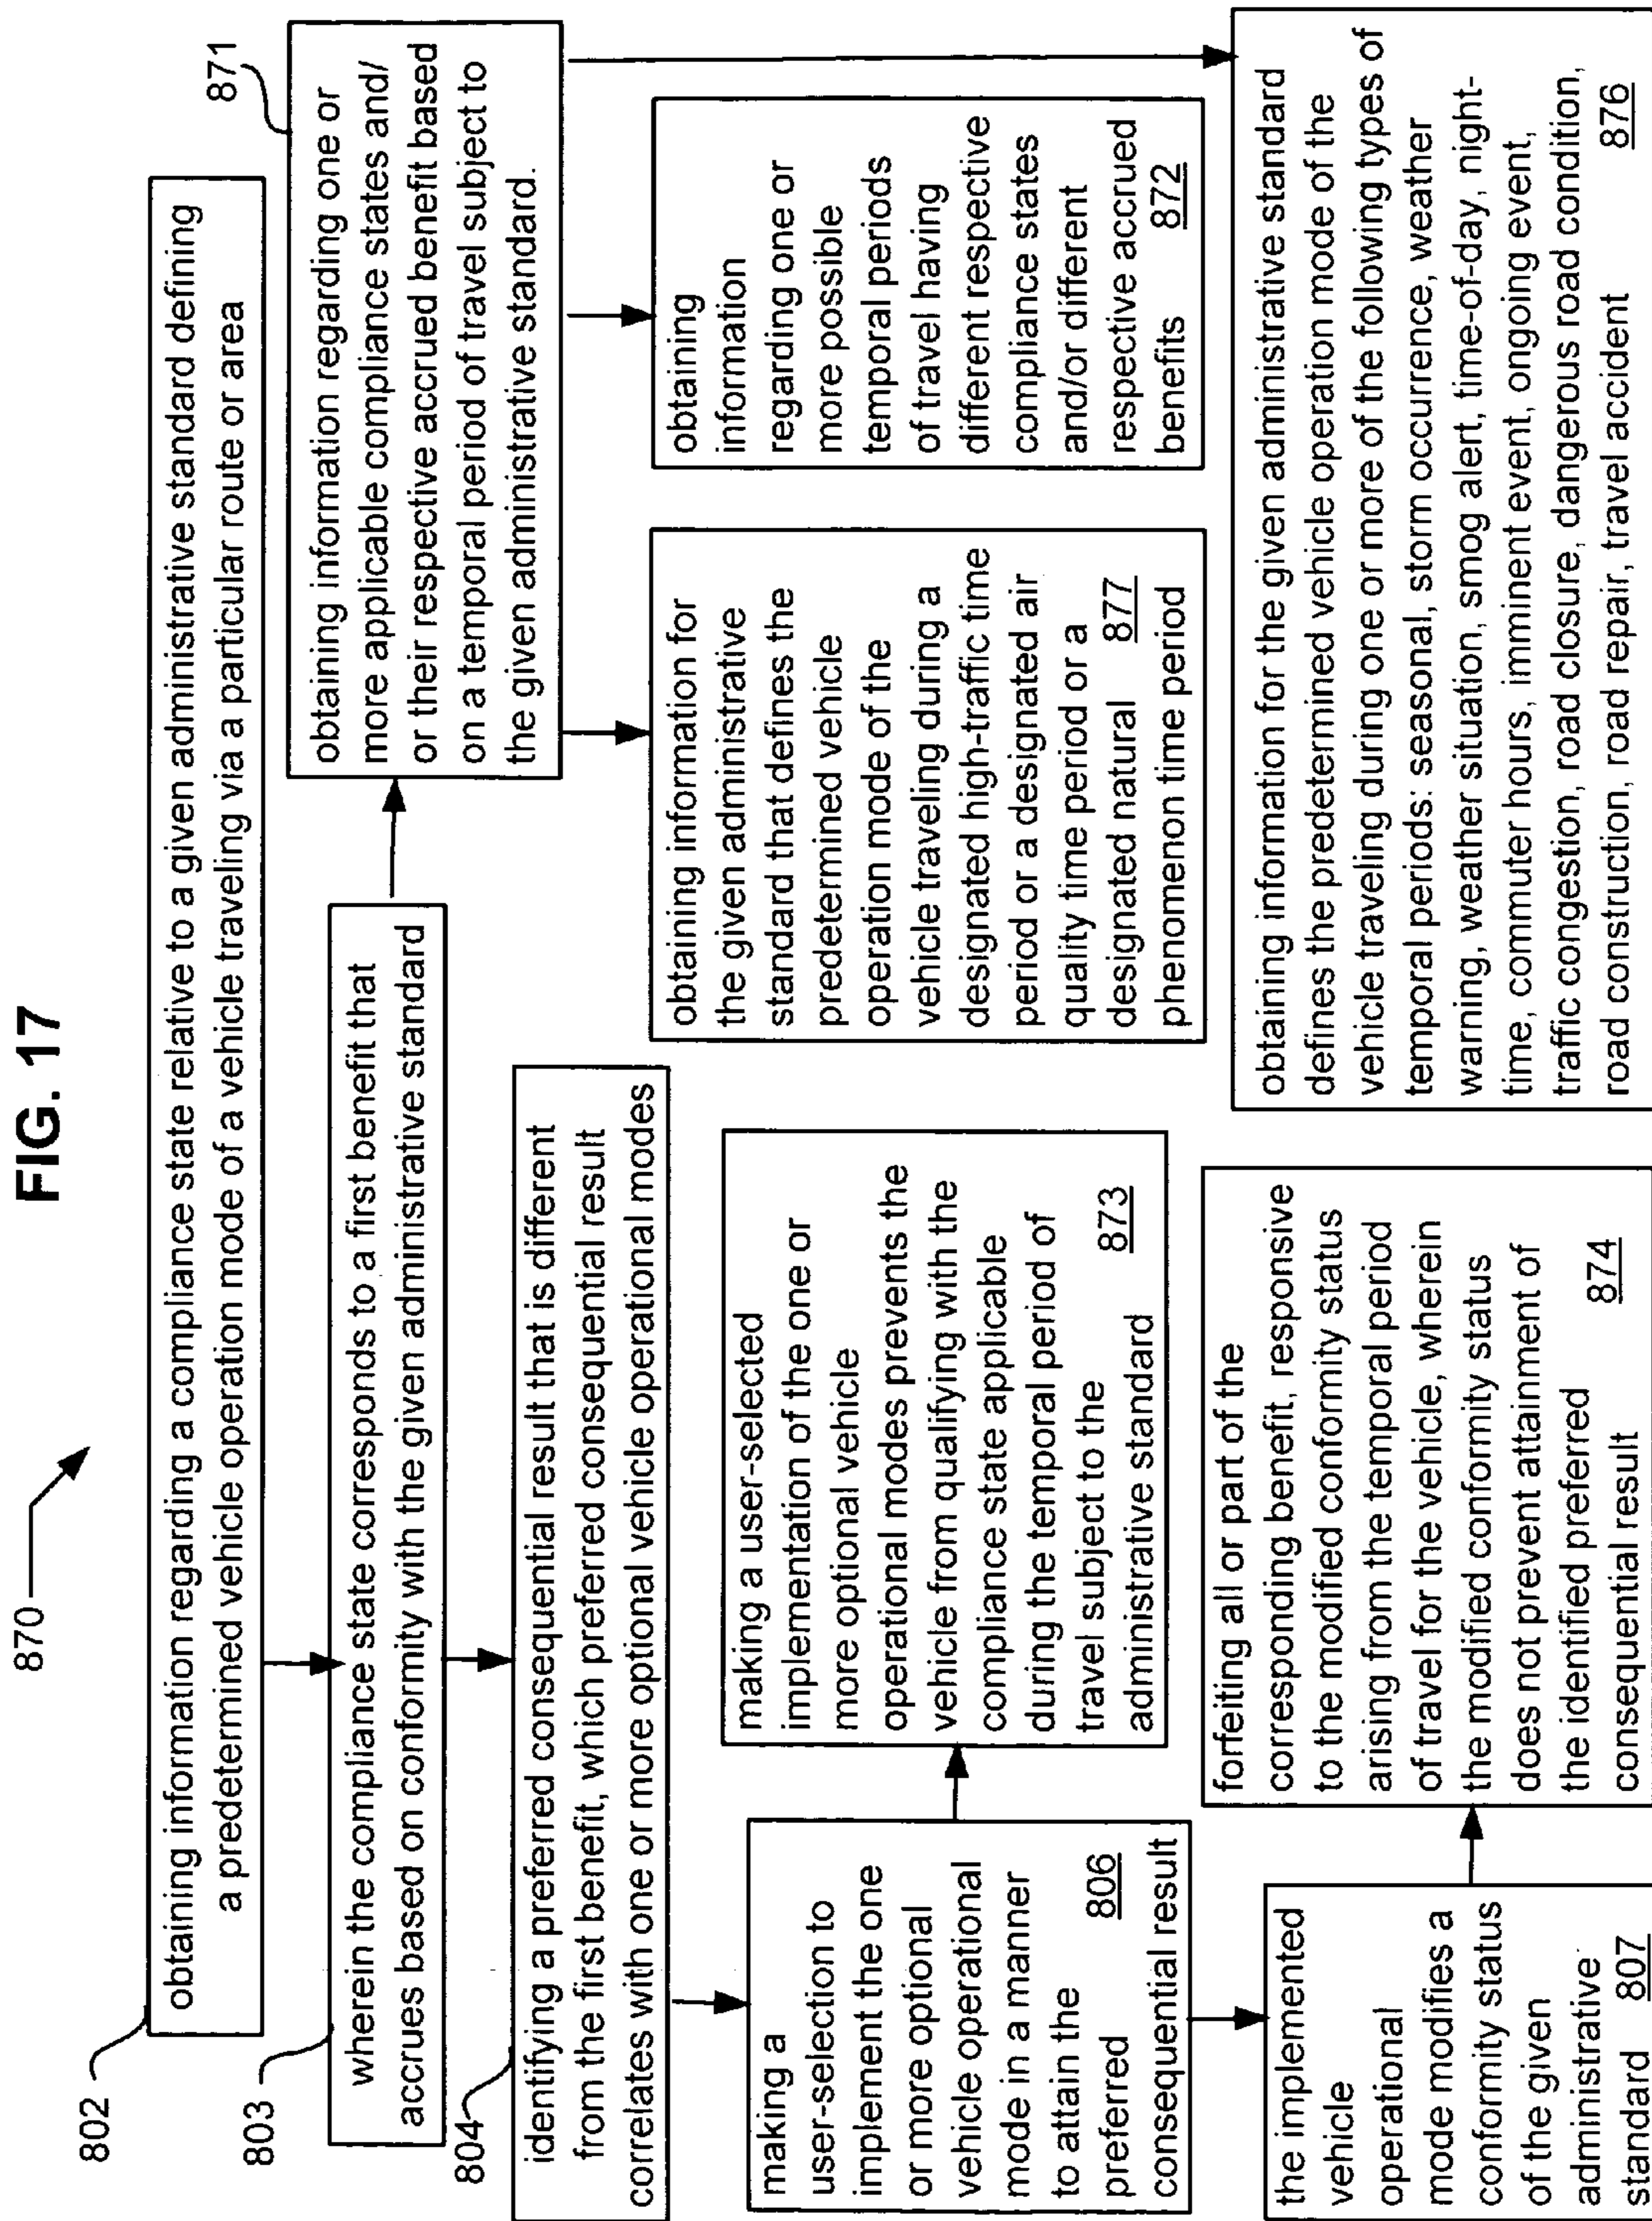 FIG. 17
870
802
obtaining information regarding a compliance state relative to a given administrative standard defining
a predetermined vehicle operation mode of a vehicle traveling via a particular route or area
803
wherein the compliance state corresponds to a first benefit that
accrues based on conformity with the given administrative standard
871
obtaining information regarding one or
more applicable compliance states and/
or their respective accrued benefit based
on a temporal period of travel subject to
the given administrative standard.
804
identifying a preferred consequential result that is different
from the first benefit, which preferred consequential result
correlates with one or more optional vehicle operational modes
obtaining information for
the given administrative
standard that defines the
predetermined vehicle
operation mode of the
vehicle traveling during a
designated high-traffic time
period or a designated air
quality time period or a
designated natural 877
phenomenon time period
obtaining
information
regarding one or
more possible
temporal periods
of travel having
different respective
compliance states
and/or different
respective accrued
benefits 872
making a
user-selection to
implement the one
or more optional
vehicle operational
mode in a manner
to attain the
preferred 806
consequential result
making a user-selected
implementation of the one or
more optional vehicle
operational modes prevents the
vehicle from qualifying with the
compliance state applicable
during the temporal period of
travel subject to the 873
administrative standard
the implemented
vehicle
operational
mode modifies a
conformity status
of the given
administrative
standard 807
forfeiting all or part of the
corresponding benefit, responsive
to the modified conformity status
arising from the temporal period
of travel for the vehicle, wherein
the modified conformity status
does not prevent attainment of
the identified preferred
consequential result 874
obtaining information for the given administrative standard
defines the predetermined vehicle operation mode of the
vehicle traveling during one or more of the following types of
temporal periods: seasonal, storm occurrence, weather
warning, weather situation, smog alert, time-of-day, night-
time, commuter hours, imminent event, ongoing event,
traffic congestion, road closure, dangerous road condition,
road construction, road repair, travel accident 876